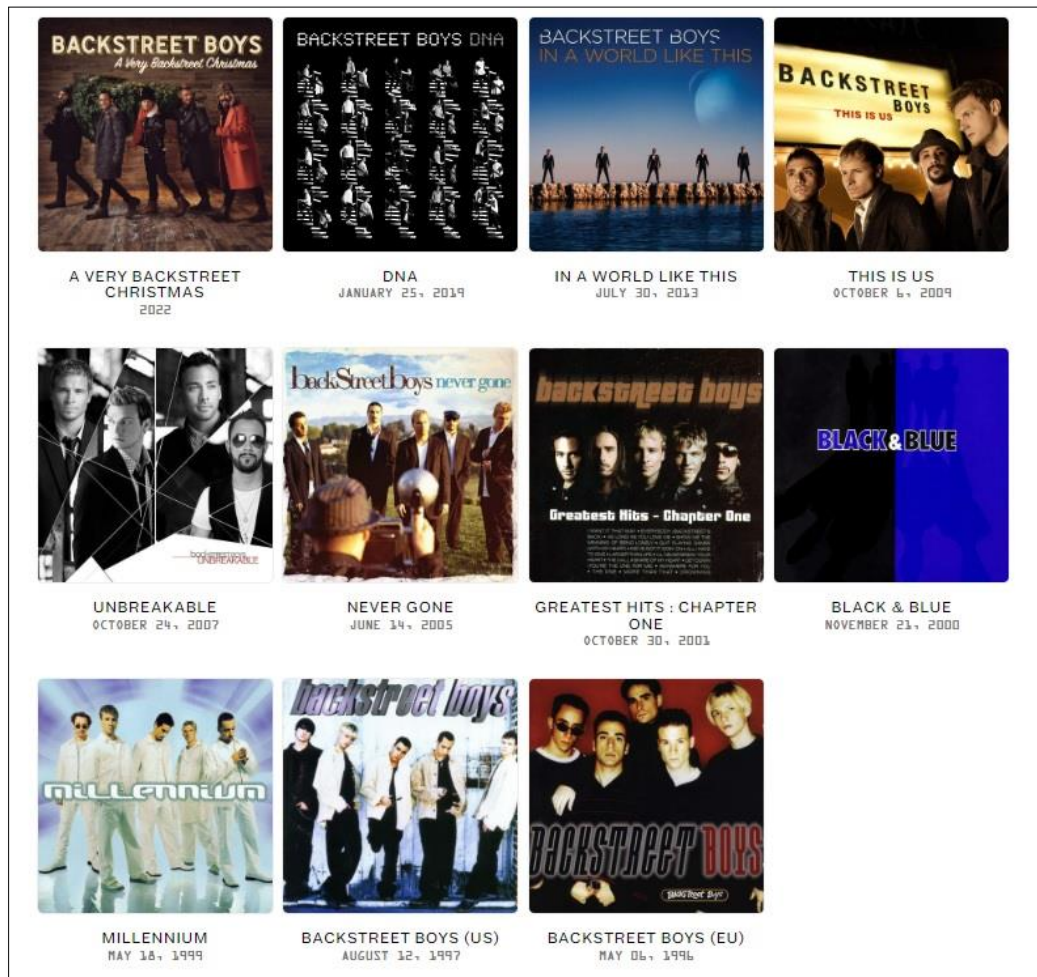 BACKSTREET BOYS
A Very Backstreet Christmas
BACKSTREET BOYS DNA
BACKSTREET BOYS
IN A WORLD LIKE THIS
BACKSTREET
BOYS
THIS IS US
A VERY BACKSTREET
CHRISTMAS
2022
DNA
JANUARY 25, 2019
IN A WORLD LIKE THIS
JULY 30, 2013
THIS IS US
OCTOBER 6, 2009
backstreetboys
UNBREAKABLE
backStreetboys never gone
backstreet boys
Greatest Hits - Chapter One
BLACK & BLUE
UNBREAKABLE
OCTOBER 24, 2007
NEVER GONE
JUNE 14, 2005
GREATEST HITS : CHAPTER
ONE
OCTOBER 30, 2001
BLACK & BLUE
NOVEMBER 21, 2000
millennium
backstreet boys
BACKSTREET BOYS
Backstreet Boys
MILLENNIUM
MAY 18, 1999
BACKSTREET BOYS (US)
AUGUST 12, 1997
BACKSTREET BOYS (EU)
MAY 06, 1996